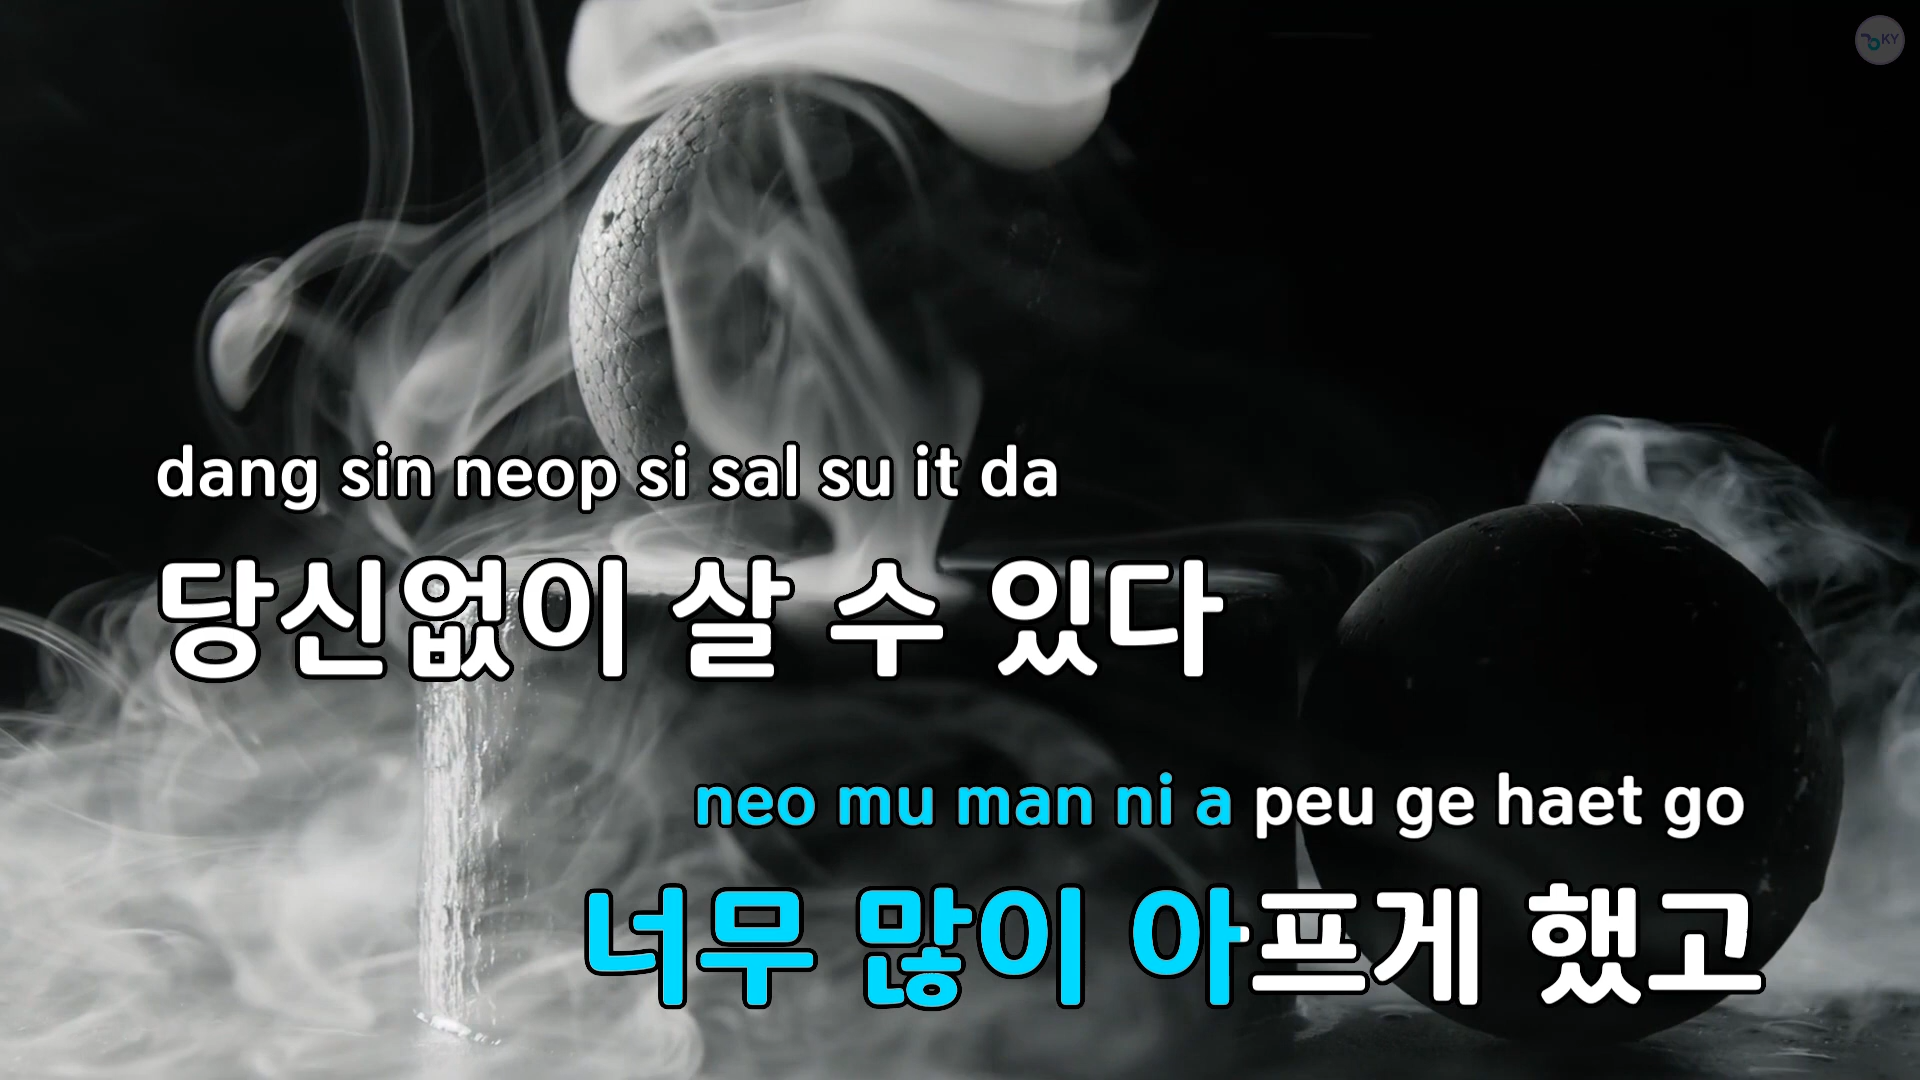 KY
dang sin neop si sal su it da
당신없이 살 수 있다
neo mu man ni a peu ge haet go
너무 많이 아프게 했고